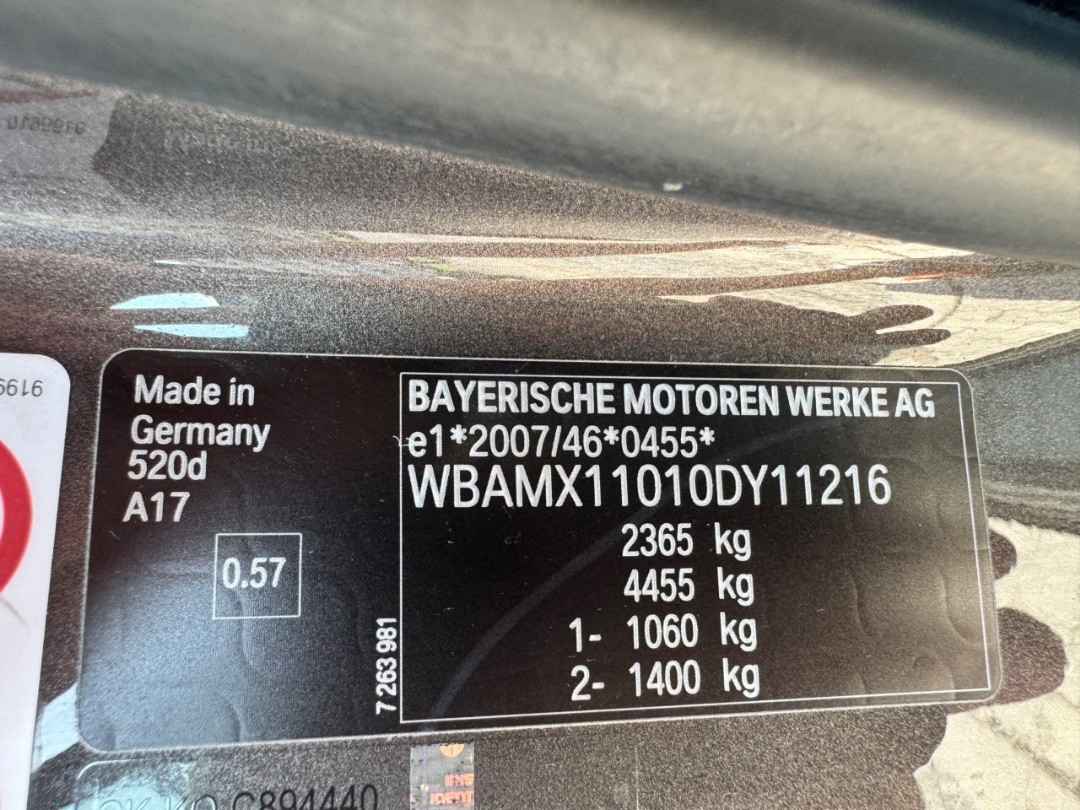 Made in
Germany
520d
A17
0.57
7 263 981
BAYERISCHE MOTOREN WERKE AG
e1*2007/46*0455*
WBAMX11010DY11216
2365 kg
4455 kg
1- 1060 kg
2- 1400 kg
C894440